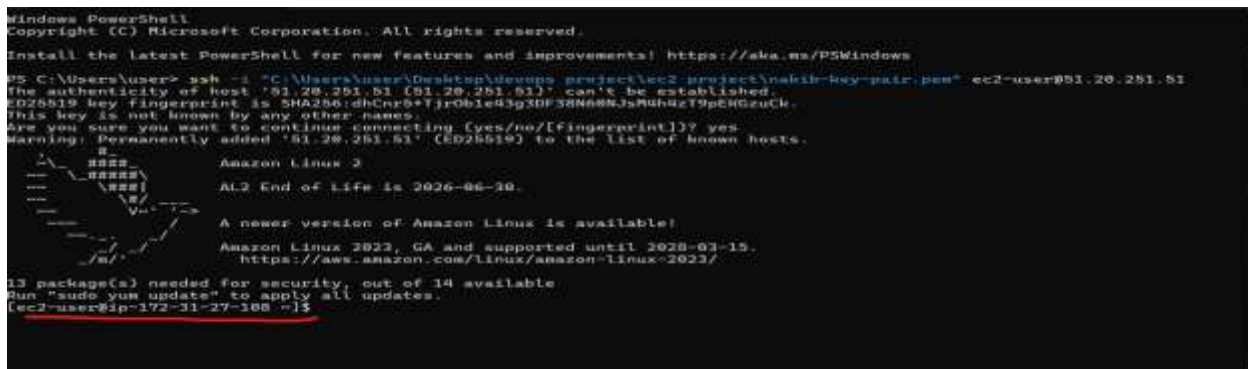 Windows PowerShell
Copyright (C) Microsoft Corporation. All rights reserved.
Install the latest PowerShell for new features and improvements! https://aka.ms/PSWindows
PS C:\Users\user> ssh -i "C:\Users\user\Desktop\devops project\ec2 project\nakib-key-pair.pem" ec2-user@51.20.251.51
The authenticity of host '51.20.251.51 (51.20.251.51)' can't be established.
ED25519 key fingerprint is
This key is not known by any other names.
Are you sure you want to continue connecting (yes/no/[fingerprint])? yes
Warning: Permanently added '51.20.251.51' (ED25519) to the list of known hosts.
Amazon Linux 2
AL2 End of Life is 2026-06-30.
A newer version of Amazon Linux is available!
Amazon Linux 2023, GA and supported until 2028-03-15.
https://aws.amazon.com/linux/amazon-linux-2023/
13 package(s) needed for security, out of 14 available
Run "sudo yum update" to apply all updates.
[ec2-user@ip-172-31-27-108 ~]$